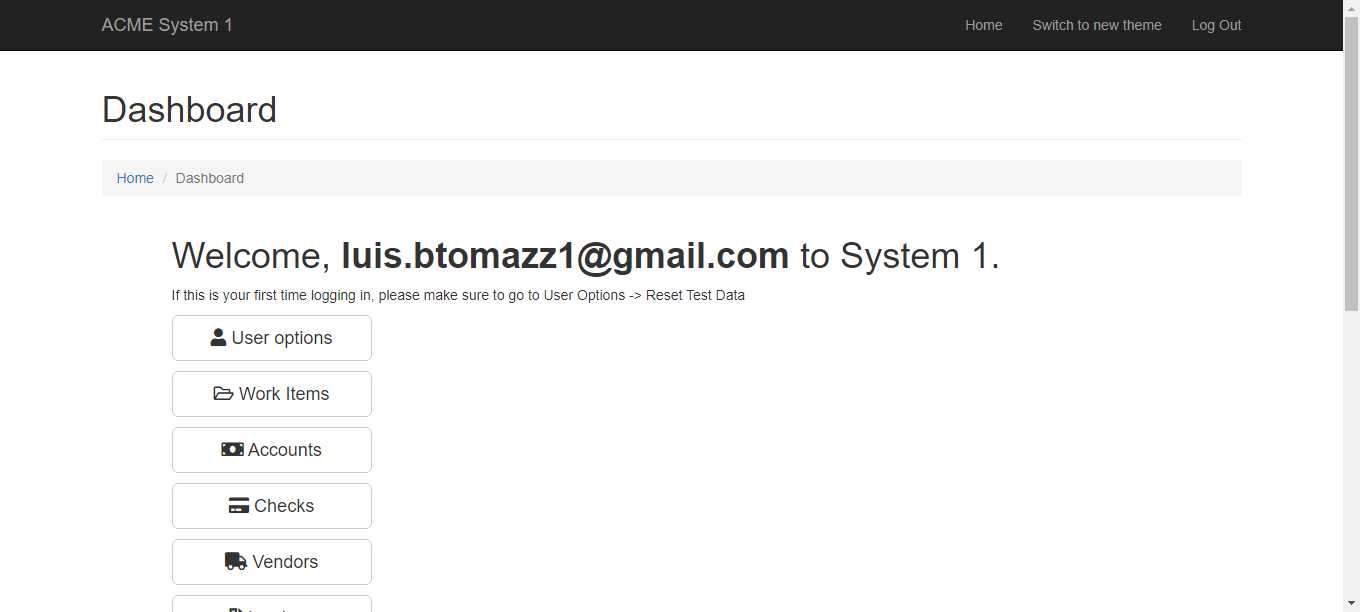 ACME System 1
Home
Switch to new theme
Log Out
Dashboard
Home / Dashboard
Welcome, luis.btomazz1@gmail.com to System 1.
If this is your first time logging in, please make sure to go to User Options -> Reset Test Data
User options
Work Items
Accounts
Checks
Vendors